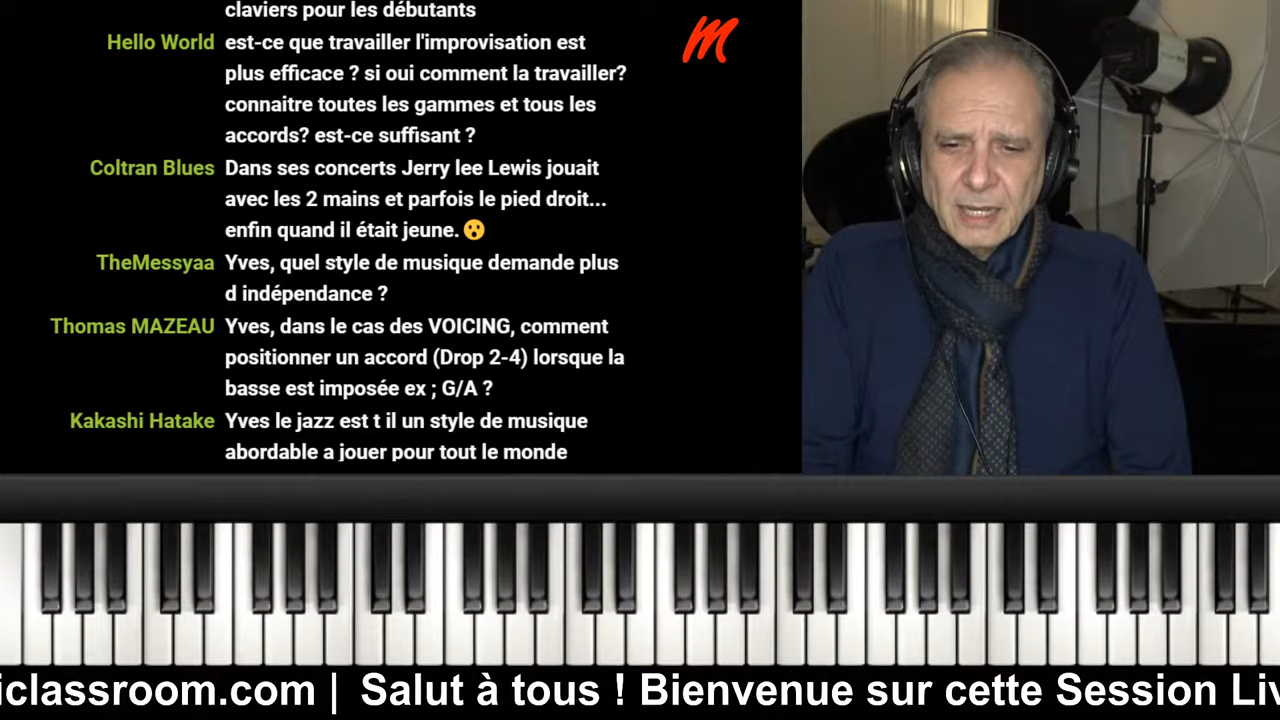 claviers pour les débutants
Hello World est-ce que travailler l'improvisation est
plus efficace ? si oui comment la travailler?
connaitre toutes les gammes et tous les
accords? est-ce suffisant ?
Coltran Blues Dans ses concerts Jerry lee Lewis jouait
avec les 2 mains et parfois le pied droit...
enfin quand il était jeune.😮
TheMessyaa Yves, quel style de musique demande plus
d indépendance ?
Thomas MAZEAU Yves, dans le cas des VOICING, comment
positionner un accord (Drop 2-4) lorsque la
basse est imposée ex ; G/A ?
Kakashi Hatake Yves le jazz est t il un style de musique
abordable a jouer pour tout le monde
m
iclassroom.com | Salut à tous ! Bienvenue sur cette Session Liv